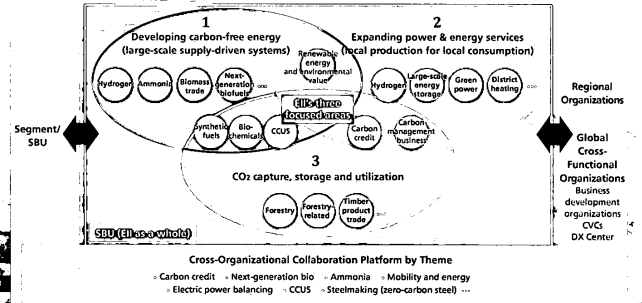 1
Developing carbon-free energy
(large-scale supply-driven systems)
2
Expanding power & energy services
(local production for local consumption)
Renewable
energy
and environmental
value
Hydrogen
Ammonia
Biomass
trade
Next-
generation
biofuels
Hydrogen
Large-scale
energy
storage
Green
power
District
heating
EII's three
focused areas
Synthetic
fuels
Bio-
chemicals
CCUS
Carbon
credit
Carbon
management
business
3
CO2 capture, storage and utilization
Forestry
Forestry-
related
Timber
product
trade
SBU (EII as a whole)
Segment/
SBU
Regional
Organizations
Global
Cross-
Functional
Organizations
Business
development
organizations
CVCs
DX Center
Cross-Organizational Collaboration Platform by Theme
◦ Carbon credit ◦ Next-generation bio ◦ Ammonia ◦ Mobility and energy
◦ Electric power balancing ◦ CCUS ◦ Steelmaking (zero-carbon steel) ...